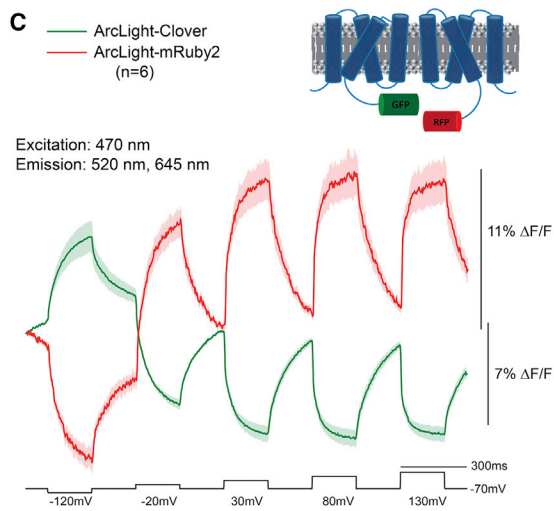 C
ArcLight-Clover
ArcLight-mRuby2
(n=6)
GFP
RFP
Excitation: 470 nm
Emission: 520 nm, 645 nm
11% ΔF/F
7% ΔF/F
300ms
-70mV
-120mV
-20mV
30mV
80mV
130mV